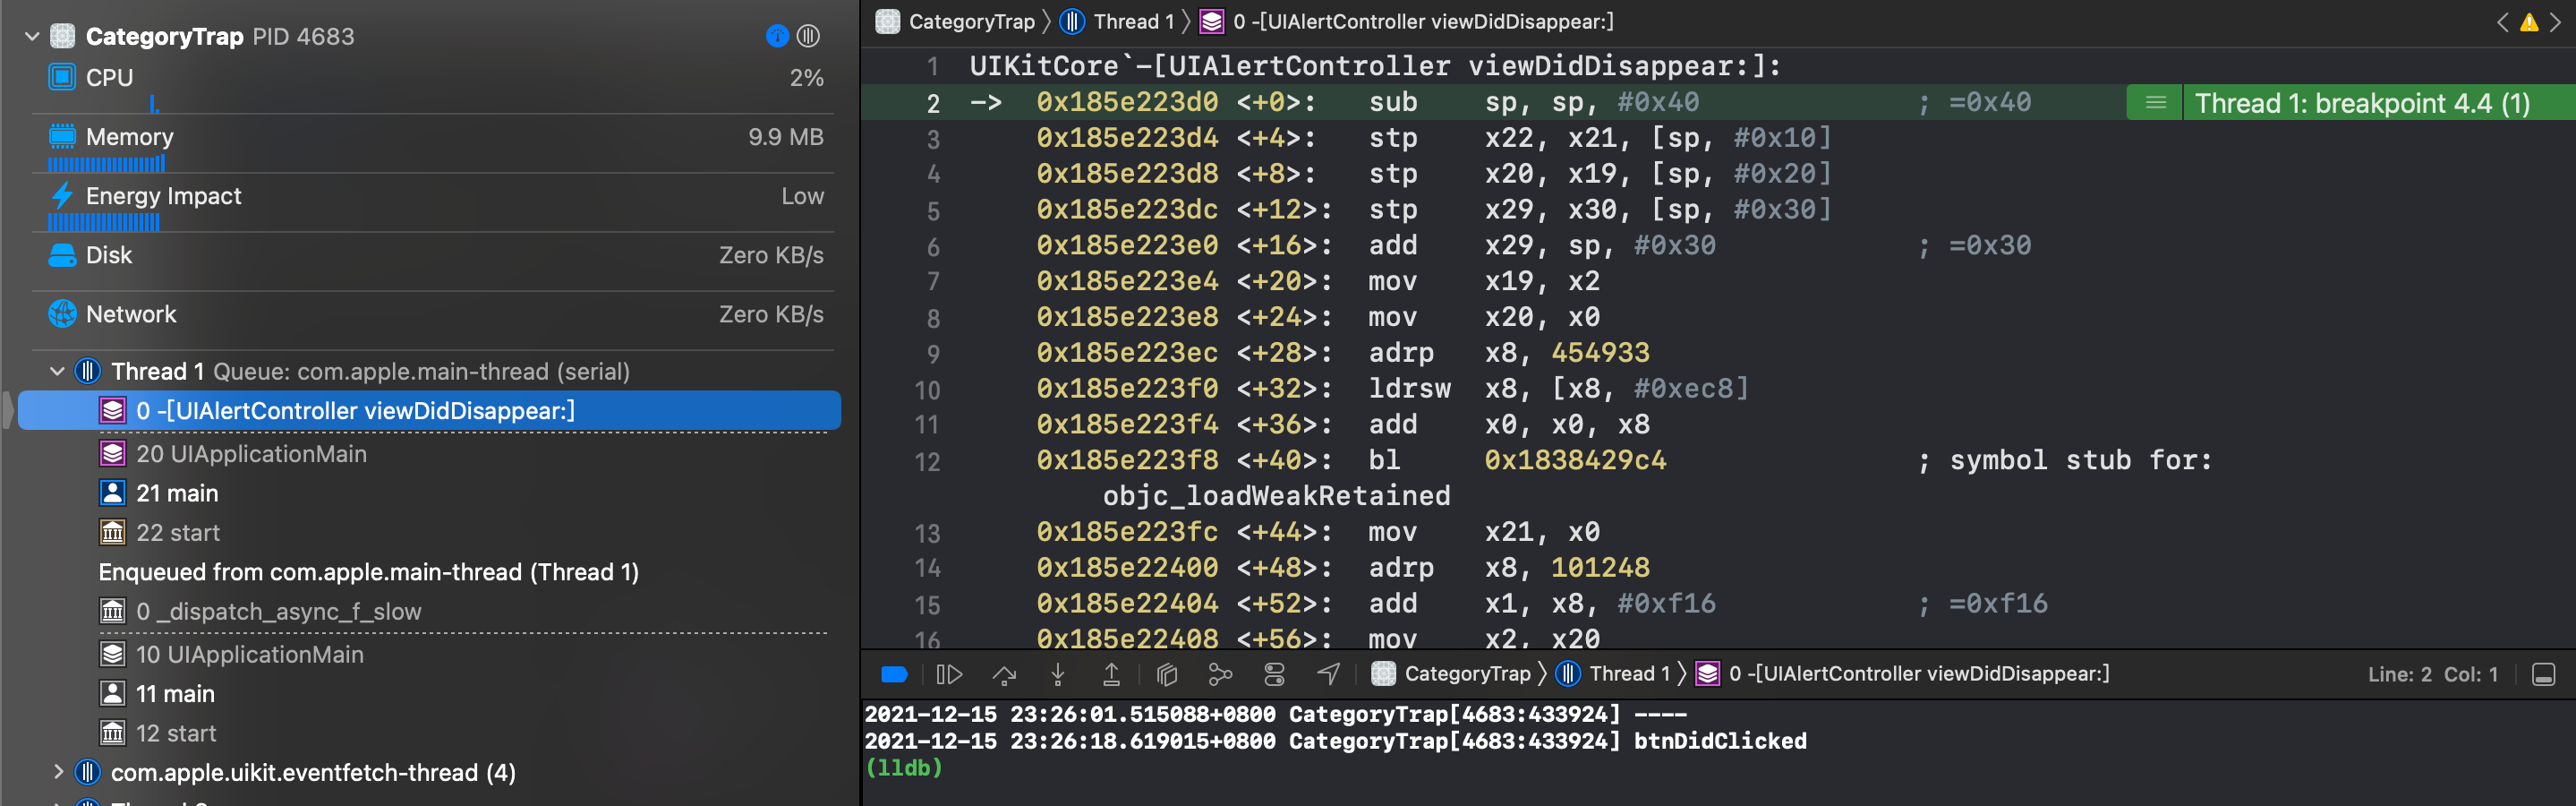 CategoryTrap PID 4683
CPU 2%
Memory 9.9 MB
Energy Impact Low
Disk Zero KB/s
Network Zero KB/s
Thread 1 Queue: com.apple.main-thread (serial)
0 -[UIAlertController viewDidDisappear:]
20 UIApplicationMain
21 main
22 start
Enqueued from com.apple.main-thread (Thread 1)
0 _dispatch_async_f_slow
10 UIApplicationMain
11 main
12 start
com.apple.uikit.eventfetch-thread (4)
CategoryTrap Thread 1 0 -[UIAlertController viewDidDisappear:]
1 UIKitCore`-[UIAlertController viewDidDisappear:]:
2 -> 0x185e223d0 <+0>: sub sp, sp, #0x40 ; =0x40 Thread 1: breakpoint 4.4 (1)
3 0x185e223d4 <+4>: stp x22, x21, [sp, #0x10]
4 0x185e223d8 <+8>: stp x20, x19, [sp, #0x20]
5 0x185e223dc <+12>: stp x29, x30, [sp, #0x30]
6 0x185e223e0 <+16>: add x29, sp, #0x30 ; =0x30
7 0x185e223e4 <+20>: mov x19, x2
8 0x185e223e8 <+24>: mov x20, x0
9 0x185e223ec <+28>: adrp x8, 454933
10 0x185e223f0 <+32>: ldrsw x8, [x8, #0xec8]
11 0x185e223f4 <+36>: add x0, x0, x8
12 0x185e223f8 <+40>: bl 0x1838429c4 ; symbol stub for:
objc_loadWeakRetained
13 0x185e223fc <+44>: mov x21, x0
14 0x185e22400 <+48>: adrp x8, 101248
15 0x185e22404 <+52>: add x1, x8, #0xf16 ; =0xf16
16 0x185e22408 <+56>: mov x2, x20
CategoryTrap Thread 1 0 -[UIAlertController viewDidDisappear:] Line: 2 Col: 1
2021-12-15 23:26:01.515088+0800 CategoryTrap[4683:433924] ----
2021-12-15 23:26:18.619015+0800 CategoryTrap[4683:433924] btnDidClicked
(lldb)